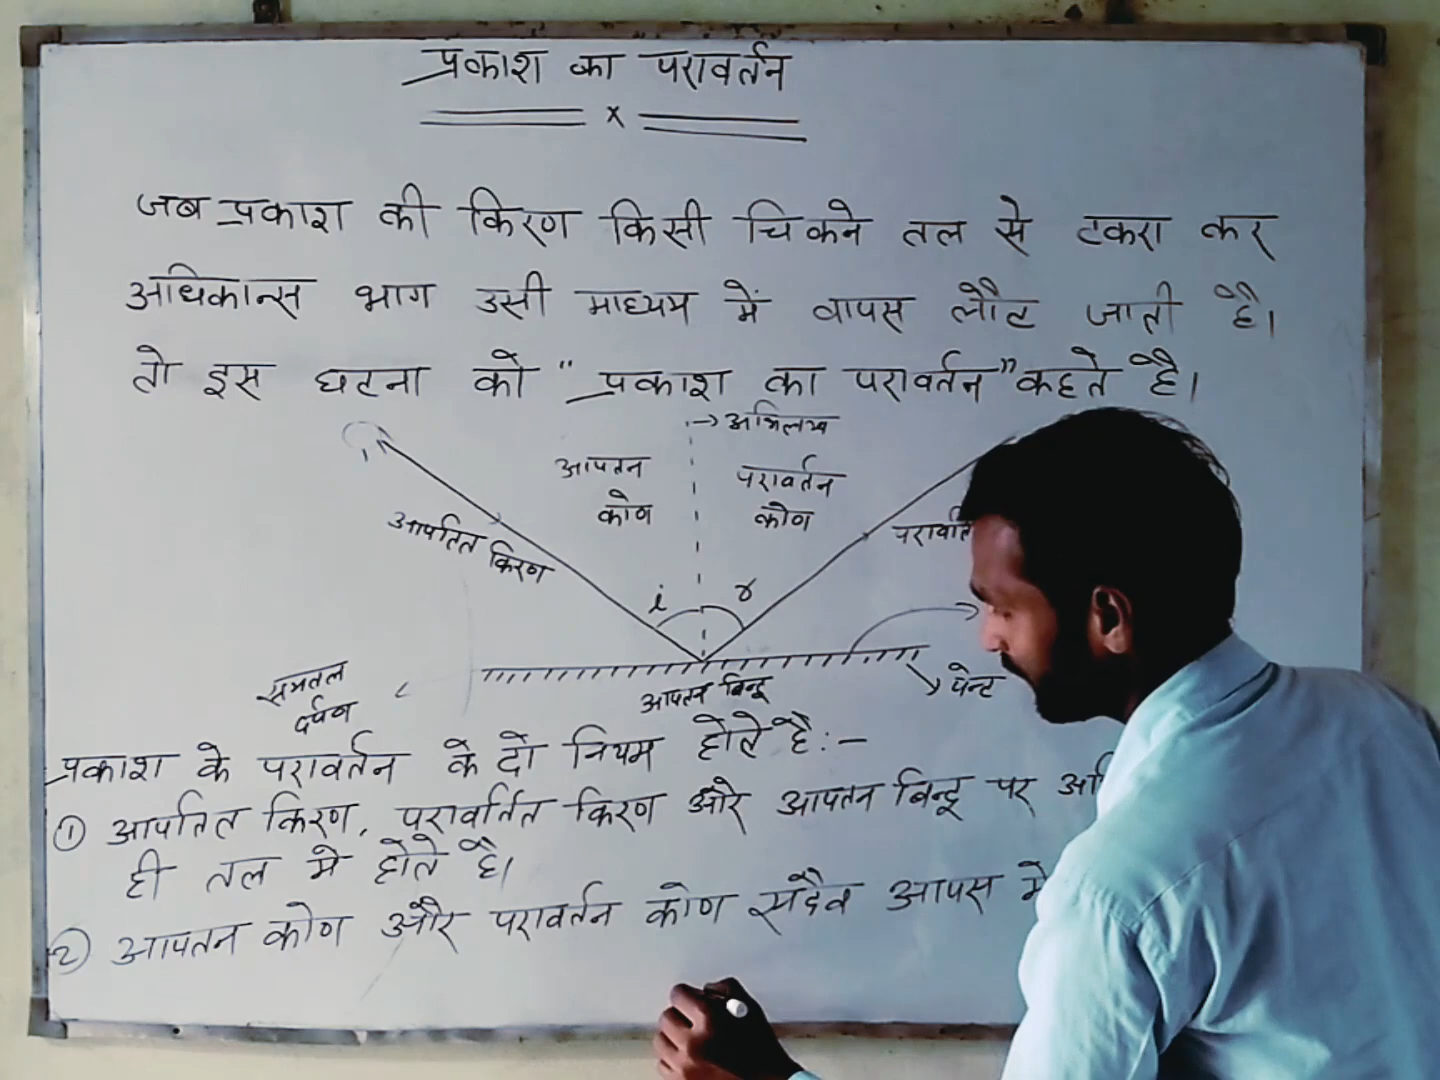 प्रकाश का परावर्तन
x
जब प्रकाश की किरण किसी चिकने तल से टकरा कर
अधिकान्स भाग उसी माध्यम में वापस लौट जाती है।
तो इस घटना को "प्रकाश का परावर्तन" कहते है।
→ अभिलम्ब
आपतन
कोण
परावर्तन
कोण
आपतित किरण
परावर्ति
i
r
समतल
दर्पण
आपतन बिन्दू
पेन्ट
प्रकाश के परावर्तन के दो नियम होते है:-
① आपतित किरण, परावर्तित किरण और आपतन बिन्दू पर अभि
ही तल मे होते है।
② आपतन कोण और परावर्तन कोण सदैव आपस मे